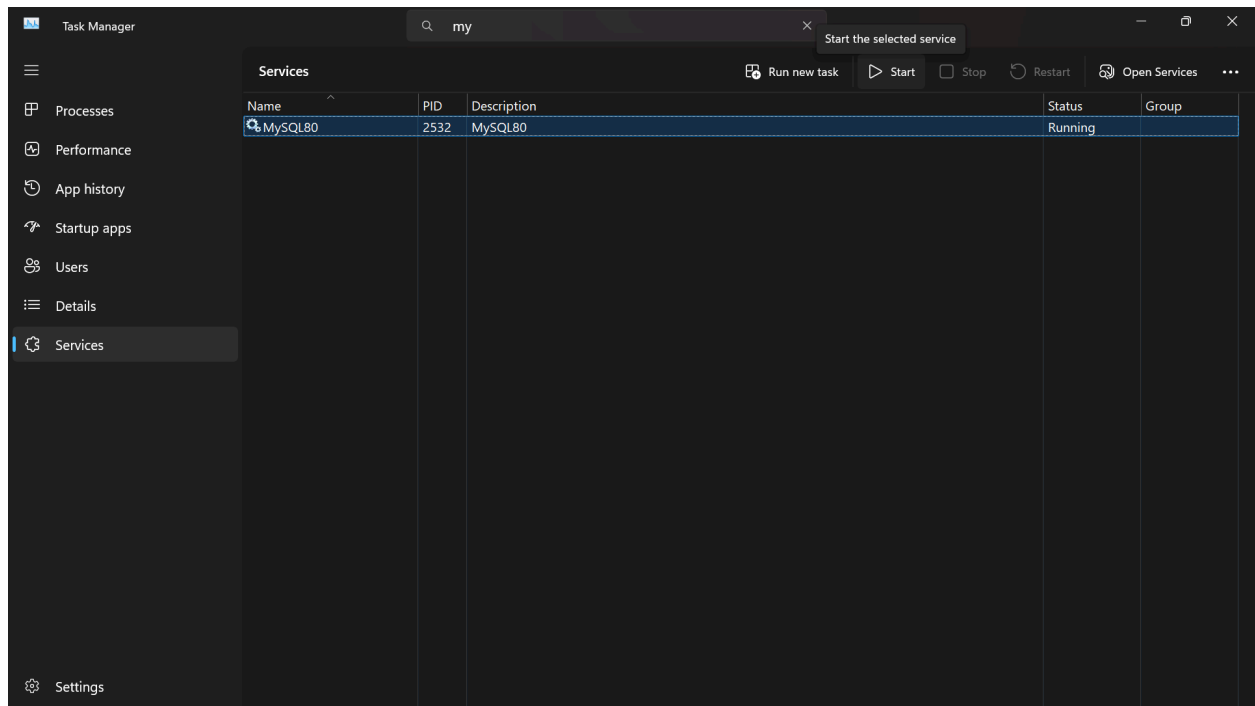 Task Manager
my
Start the selected service
Services
Run new task
Start
Stop
Restart
Open Services
Processes
Performance
App history
Startup apps
Users
Details
Services
Settings
Name PID Description Status Group
MySQL80 2532 MySQL80 Running